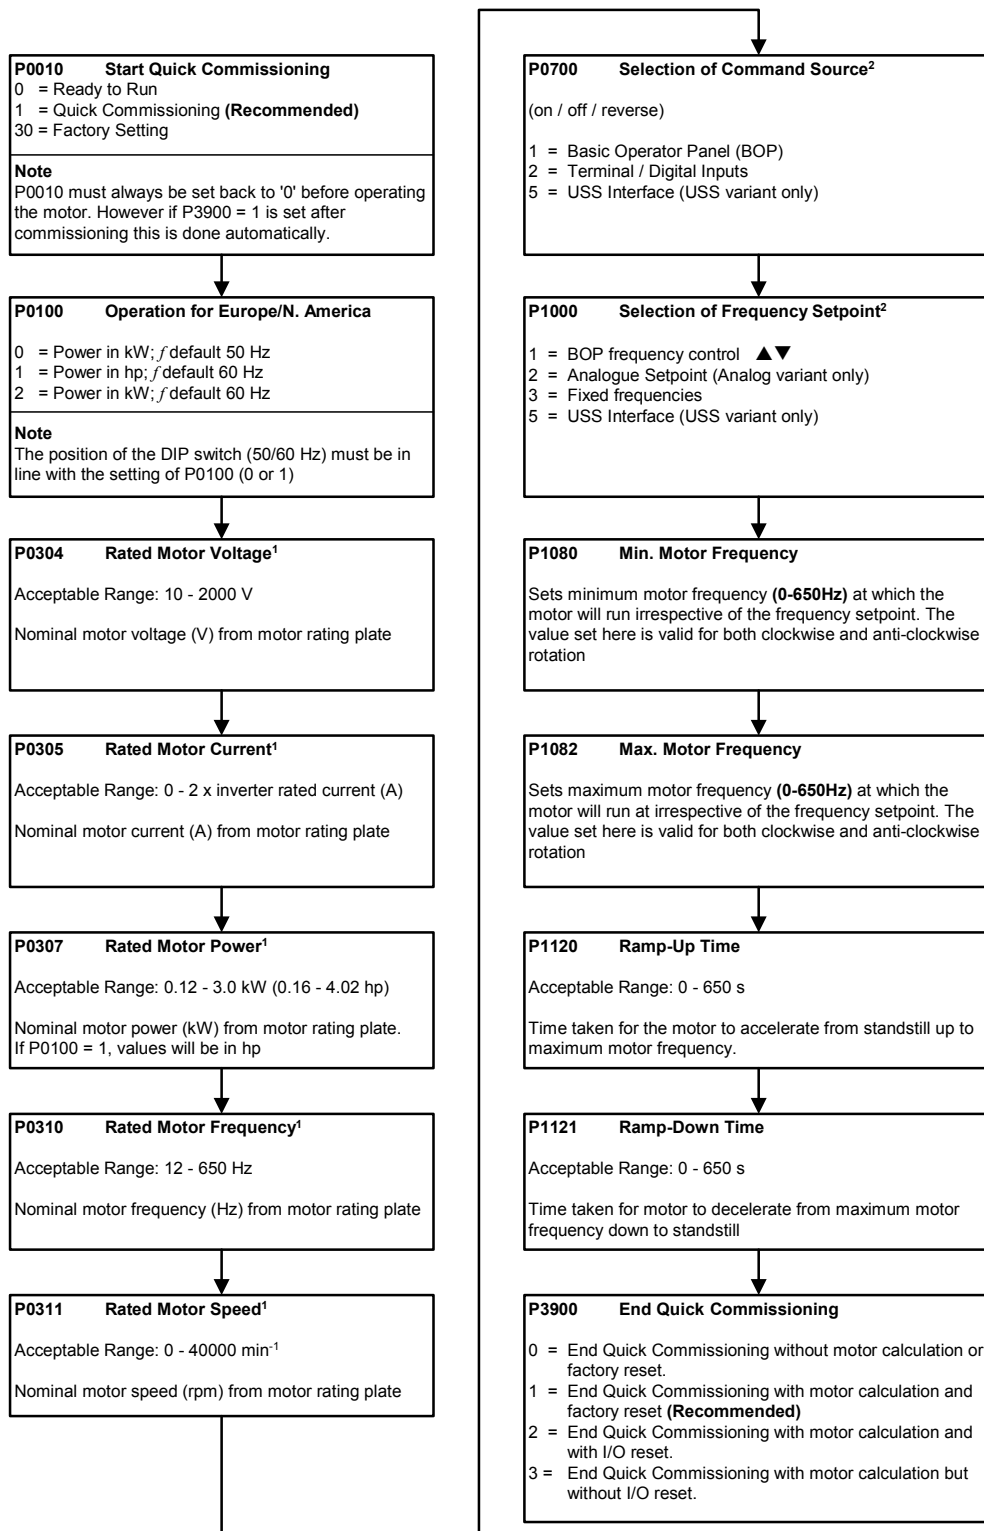 P0010 Start Quick Commissioning
0 = Ready to Run
1 = Quick Commissioning (Recommended)
30 = Factory Setting
Note
P0010 must always be set back to '0' before operating
the motor. However if P3900 = 1 is set after
commissioning this is done automatically.
P0100 Operation for Europe/N. America
0 = Power in kW; f default 50 Hz
1 = Power in hp; f default 60 Hz
2 = Power in kW; f default 60 Hz
Note
The position of the DIP switch (50/60 Hz) must be in
line with the setting of P0100 (0 or 1)
P0304 Rated Motor Voltage¹
Acceptable Range: 10 - 2000 V
Nominal motor voltage (V) from motor rating plate
P0305 Rated Motor Current¹
Acceptable Range: 0 - 2 x inverter rated current (A)
Nominal motor current (A) from motor rating plate
P0307 Rated Motor Power¹
Acceptable Range: 0.12 - 3.0 kW (0.16 - 4.02 hp)
Nominal motor power (kW) from motor rating plate.
If P0100 = 1, values will be in hp
P0310 Rated Motor Frequency¹
Acceptable Range: 12 - 650 Hz
Nominal motor frequency (Hz) from motor rating plate
P0311 Rated Motor Speed¹
Acceptable Range: 0 - 40000 min⁻¹
Nominal motor speed (rpm) from motor rating plate
P0700 Selection of Command Source²
(on / off / reverse)
1 = Basic Operator Panel (BOP)
2 = Terminal / Digital Inputs
5 = USS Interface (USS variant only)
P1000 Selection of Frequency Setpoint²
1 = BOP frequency control ▲▼
2 = Analogue Setpoint (Analog variant only)
3 = Fixed frequencies
5 = USS Interface (USS variant only)
P1080 Min. Motor Frequency
Sets minimum motor frequency (0-650Hz) at which the
motor will run irrespective of the frequency setpoint. The
value set here is valid for both clockwise and anti-clockwise
rotation
P1082 Max. Motor Frequency
Sets maximum motor frequency (0-650Hz) at which the
motor will run at irrespective of the frequency setpoint. The
value set here is valid for both clockwise and anti-clockwise
rotation
P1120 Ramp-Up Time
Acceptable Range: 0 - 650 s
Time taken for the motor to accelerate from standstill up to
maximum motor frequency.
P1121 Ramp-Down Time
Acceptable Range: 0 - 650 s
Time taken for motor to decelerate from maximum motor
frequency down to standstill
P3900 End Quick Commissioning
0 = End Quick Commissioning without motor calculation or
factory reset.
1 = End Quick Commissioning with motor calculation and
factory reset (Recommended)
2 = End Quick Commissioning with motor calculation and
with I/O reset.
3 = End Quick Commissioning with motor calculation but
without I/O reset.